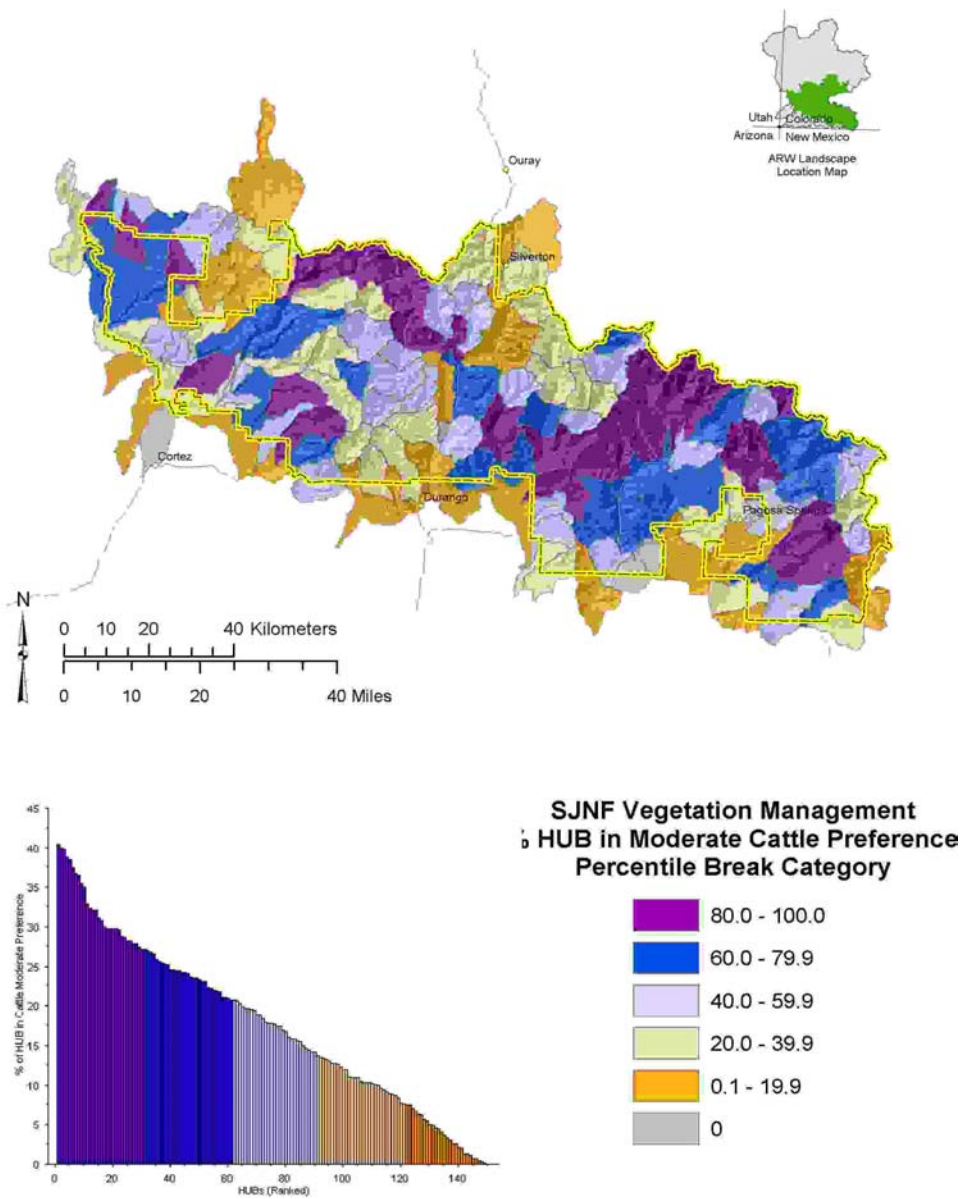 Ouray
Utah Colorado
Arizona New Mexico
ARW Landscape
Location Map
Silverton
Cortez
Durango
Pagosa Springs
N
0 10 20 40 Kilometers
0 10 20 40 Miles
45
40
35
30
25
20
15
10
5
0
% of HUB in Cattle Moderate Preference
0 20 40 60 80 100 120 140
HUBs (Ranked)
SJNF Vegetation Management
% HUB in Moderate Cattle Preference
Percentile Break Category
80.0 - 100.0
60.0 - 79.9
40.0 - 59.9
20.0 - 39.9
0.1 - 19.9
0